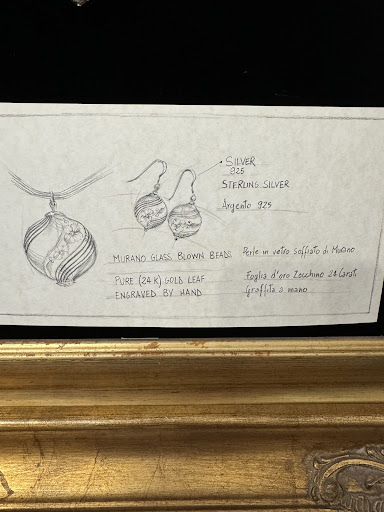 SILVER
925
STERLING SILVER
Argento 925
MURANO GLASS BLOWN BEADS
Perle in vetro soffiato di Murano
PURE (24 K) GOLD LEAF
ENGRAVED BY HAND
Foglia d'oro Zecchino 24 Carati
Graffita a mano